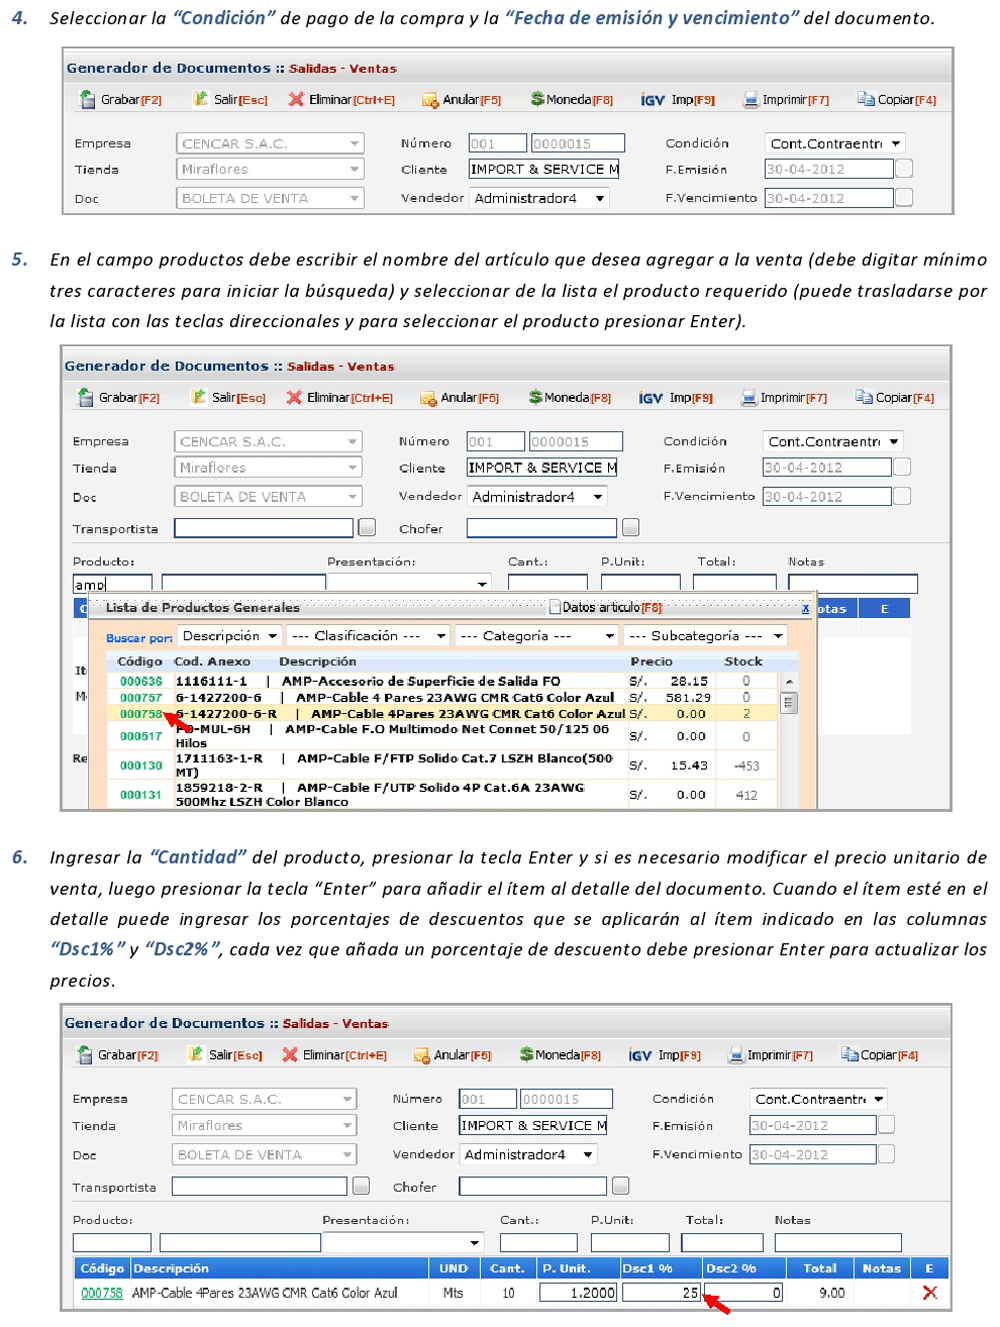 4. Seleccionar la “Condición” de pago de la compra y la “Fecha de emisión y vencimiento” del documento.
Generador de Documentos :: Salidas - Ventas
Grabar[F2] Salir[Esc] Eliminar[Ctrl+E] Anular[F5] $Moneda[F8] IGV Imp[F9] Imprimir[F7] Copiar[F4]
Empresa CENCAR S.A.C. Número 001 0000015 Condición Cont.Contraentr
Tienda Miraflores Cliente IMPORT & SERVICE M F.Emisión 30-04-2012
Doc BOLETA DE VENTA Vendedor Administrador4 F.Vencimiento 30-04-2012
5. En el campo productos debe escribir el nombre del artículo que desea agregar a la venta (debe digitar mínimo
tres caracteres para iniciar la búsqueda) y seleccionar de la lista el producto requerido (puede trasladarse por
la lista con las teclas direccionales y para seleccionar el producto presionar Enter).
Generador de Documentos :: Salidas - Ventas
Grabar[F2] Salir[Esc] Eliminar[Ctrl+E] Anular[F5] $Moneda[F8] IGV Imp[F9] Imprimir[F7] Copiar[F4]
Empresa CENCAR S.A.C. Número 001 0000015 Condición Cont.Contraentr
Tienda Miraflores Cliente IMPORT & SERVICE M F.Emisión 30-04-2012
Doc BOLETA DE VENTA Vendedor Administrador4 F.Vencimiento 30-04-2012
Transportista Chofer
Producto: Presentación: Cant.: P.Unit: Total: Notas
amp
Lista de Productos Generales Datos articulo[F8] x otas E
Buscar por: Descripción --- Clasificación --- --- Categoría --- --- Subcategoría ---
Código Cod. Anexo Descripción Precio Stock
000636 1116111-1 | AMP-Accesorio de Superficie de Salida FO S/. 28.15 0
000757 6-1427200-6 | AMP-Cable 4 Pares 23AWG CMR Cat6 Color Azul S/. 581.29 0
000758 6-1427200-6-R | AMP-Cable 4Pares 23AWG CMR Cat6 Color Azul S/. 0.00 2
000517 FO-MUL-6H | AMP-Cable F.O Multimodo Net Connet 50/125 06 S/. 0.00 0
Hilos
000130 1711163-1-R | AMP-Cable F/FTP Solido Cat.7 LSZH Blanco(500 S/. 15.43 -453
MT)
000131 1859218-2-R | AMP-Cable F/UTP Solido 4P Cat.6A 23AWG S/. 0.00 412
500Mhz LSZH Color Blanco
6. Ingresar la “Cantidad” del producto, presionar la tecla Enter y si es necesario modificar el precio unitario de
venta, luego presionar la tecla “Enter” para añadir el ítem al detalle del documento. Cuando el ítem esté en el
detalle puede ingresar los porcentajes de descuentos que se aplicarán al ítem indicado en las columnas
“Dsc1%” y “Dsc2%”, cada vez que añada un porcentaje de descuento debe presionar Enter para actualizar los
precios.
Generador de Documentos :: Salidas - Ventas
Grabar[F2] Salir[Esc] Eliminar[Ctrl+E] Anular[F5] $Moneda[F8] IGV Imp[F9] Imprimir[F7] Copiar[F4]
Empresa CENCAR S.A.C. Número 001 0000015 Condición Cont.Contraentr
Tienda Miraflores Cliente IMPORT & SERVICE M F.Emisión 30-04-2012
Doc BOLETA DE VENTA Vendedor Administrador4 F.Vencimiento 30-04-2012
Transportista Chofer
Producto: Presentación: Cant.: P.Unit: Total: Notas
Código Descripción UND Cant. P. Unit. Dsc1 % Dsc2 % Total Notas E
000758 AMP-Cable 4Pares 23AWG CMR Cat6 Color Azul Mts 10 1.2000 25 0 9.00